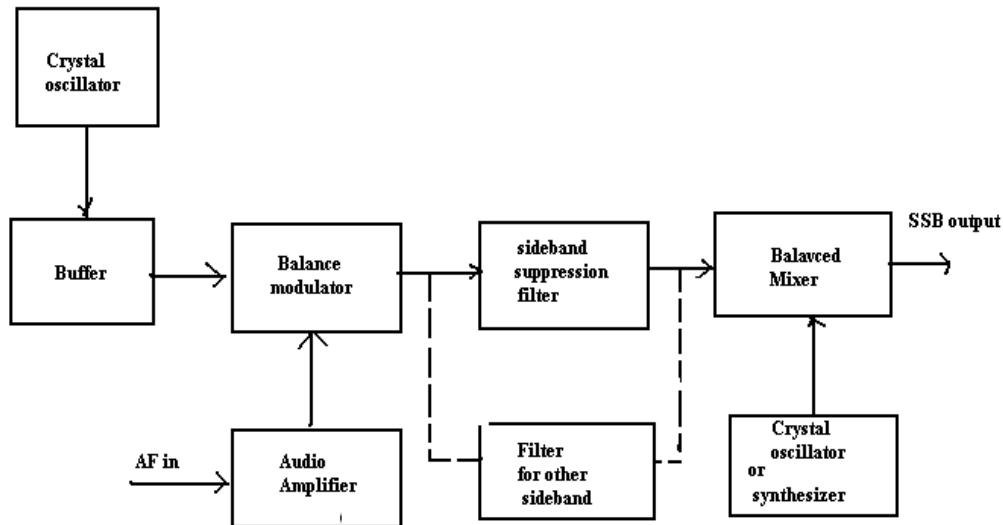 Crystal
oscillator
Buffer
Balance
modulator
sideband
suppression
filter
Balavced
Mixer
SSB output
AF in
Audio
Amplifier
Filter
for other
sideband
Crystal
oscillator
or
synthesizer